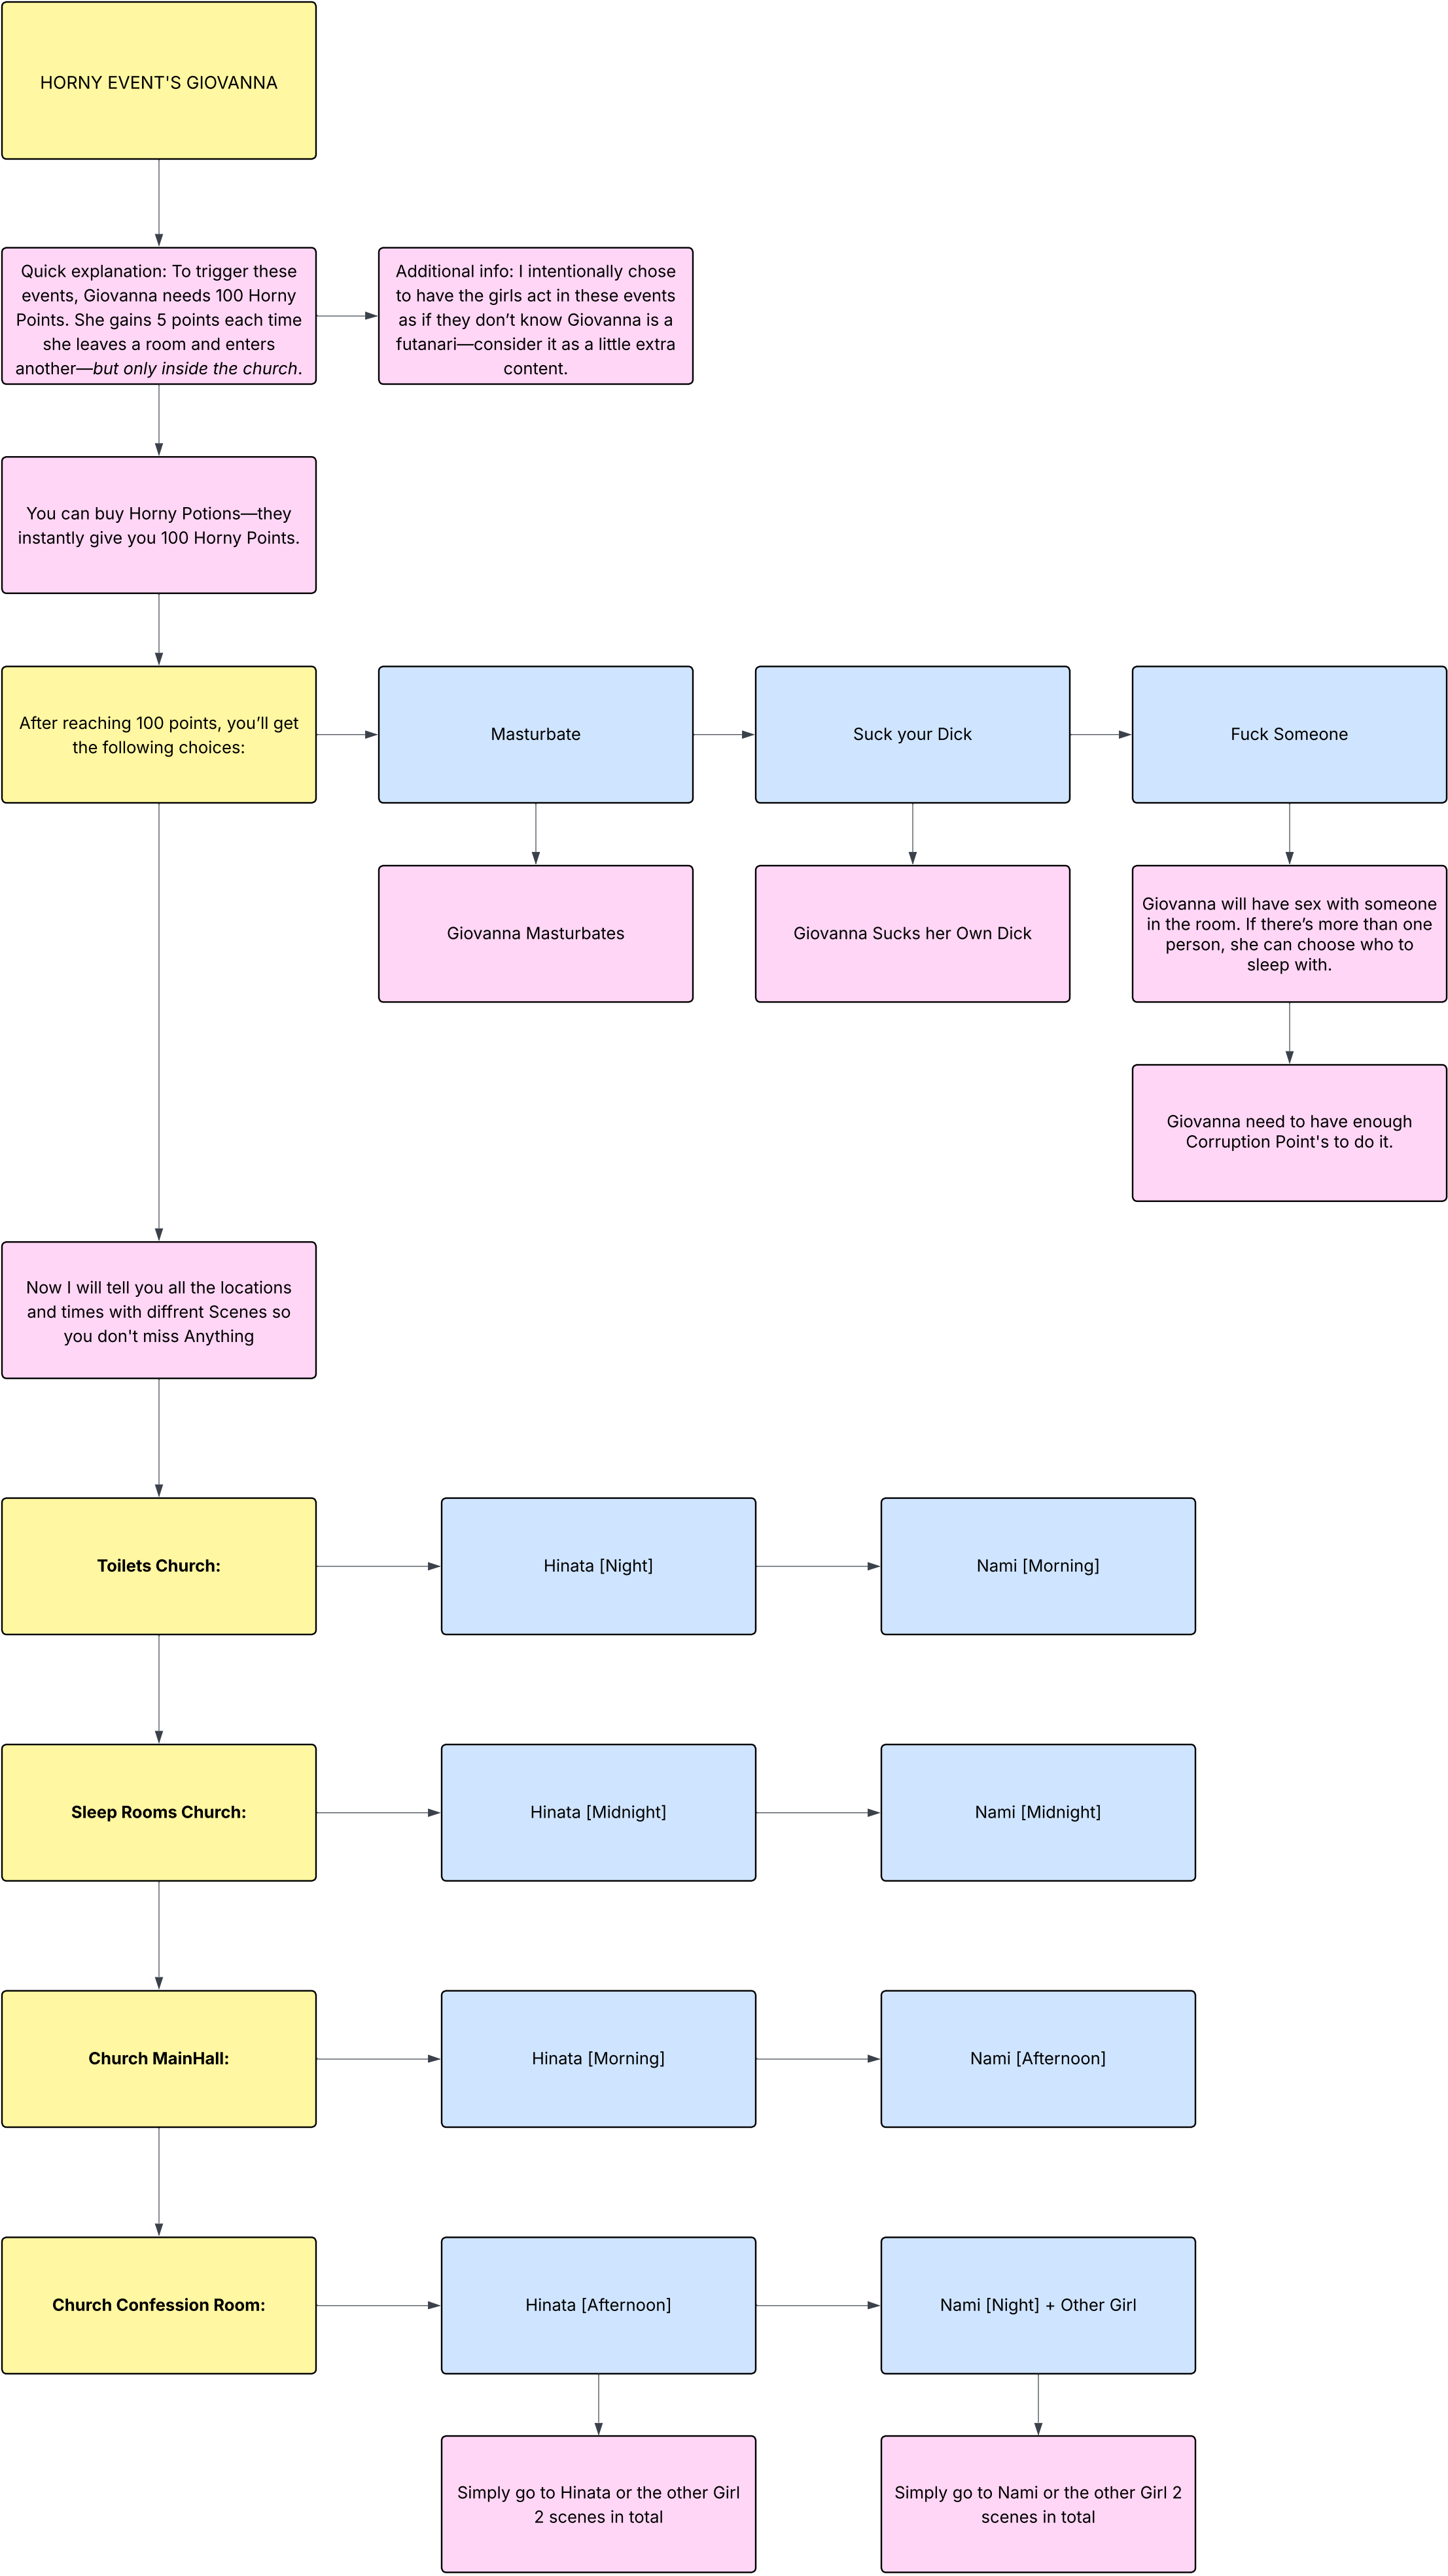 HORNY EVENT'S GIOVANNA
Quick explanation: To trigger these
events, Giovanna needs 100 Horny
Points. She gains 5 points each time
she leaves a room and enters
another—but only inside the church.
Additional info: I intentionally chose
to have the girls act in these events
as if they don’t know Giovanna is a
futanari—consider it as a little extra
content.
You can buy Horny Potions—they
instantly give you 100 Horny Points.
After reaching 100 points, you’ll get
the following choices:
Masturbate
Suck your Dick
Fuck Someone
Giovanna Masturbates
Giovanna Sucks her Own Dick
Giovanna will have sex with someone
in the room. If there’s more than one
person, she can choose who to
sleep with.
Giovanna need to have enough
Corruption Point's to do it.
Now I will tell you all the locations
and times with diffrent Scenes so
you don't miss Anything
Toilets Church:
Hinata [Night]
Nami [Morning]
Sleep Rooms Church:
Hinata [Midnight]
Nami [Midnight]
Church MainHall:
Hinata [Morning]
Nami [Afternoon]
Church Confession Room:
Hinata [Afternoon]
Nami [Night] + Other Girl
Simply go to Hinata or the other Girl
2 scenes in total
Simply go to Nami or the other Girl 2
scenes in total